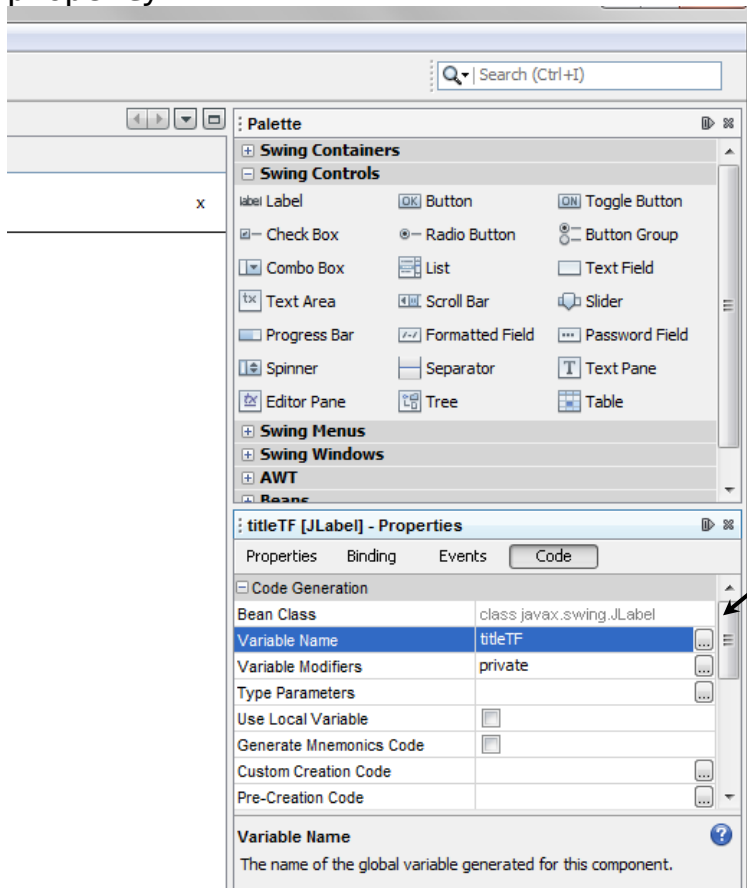 property
Search (Ctrl+I)
Palette
Swing Containers
Swing Controls
x
label Label OK Button ON Toggle Button
Check Box Radio Button Button Group
Combo Box List Text Field
tx Text Area Scroll Bar Slider
Progress Bar Formatted Field Password Field
Spinner Separator T Text Pane
Editor Pane Tree Table
Swing Menus
Swing Windows
AWT
Beans
titleTF [JLabel] - Properties
Properties Binding Events Code
Code Generation
Bean Class class javax.swing.JLabel
Variable Name titleTF ...
Variable Modifiers private ...
Type Parameters ...
Use Local Variable
Generate Mnemonics Code
Custom Creation Code ...
Pre-Creation Code ...
Variable Name ?
The name of the global variable generated for this component.